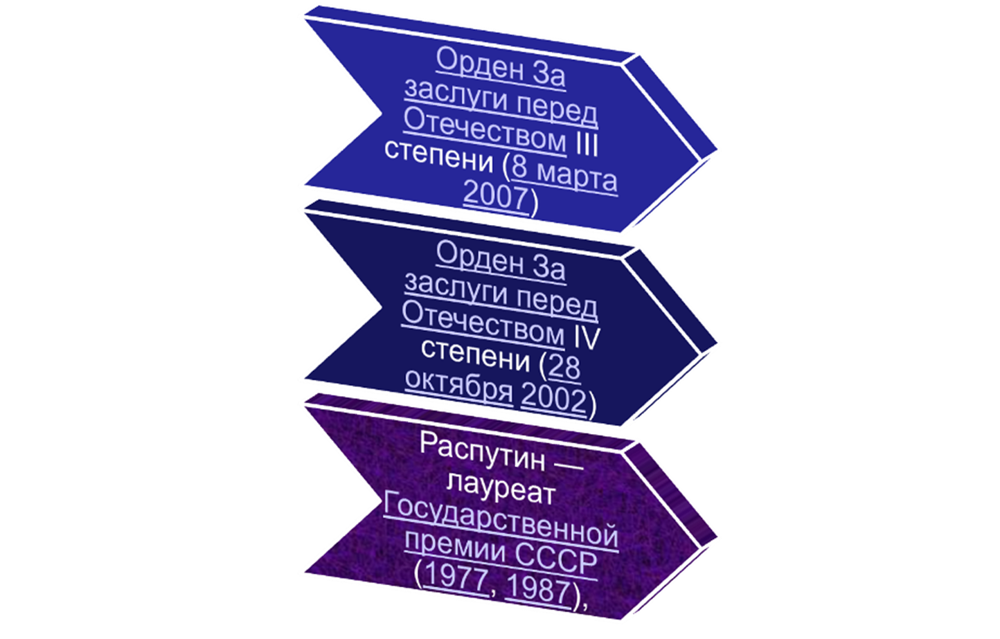 Орден За
заслуги перед
Отечеством III
степени (8 марта
2007)
Орден За
заслуги перед
Отечеством IV
степени (28
октября 2002)
Распутин —
лауреат
Государственной
премии СССР
(1977, 1987),